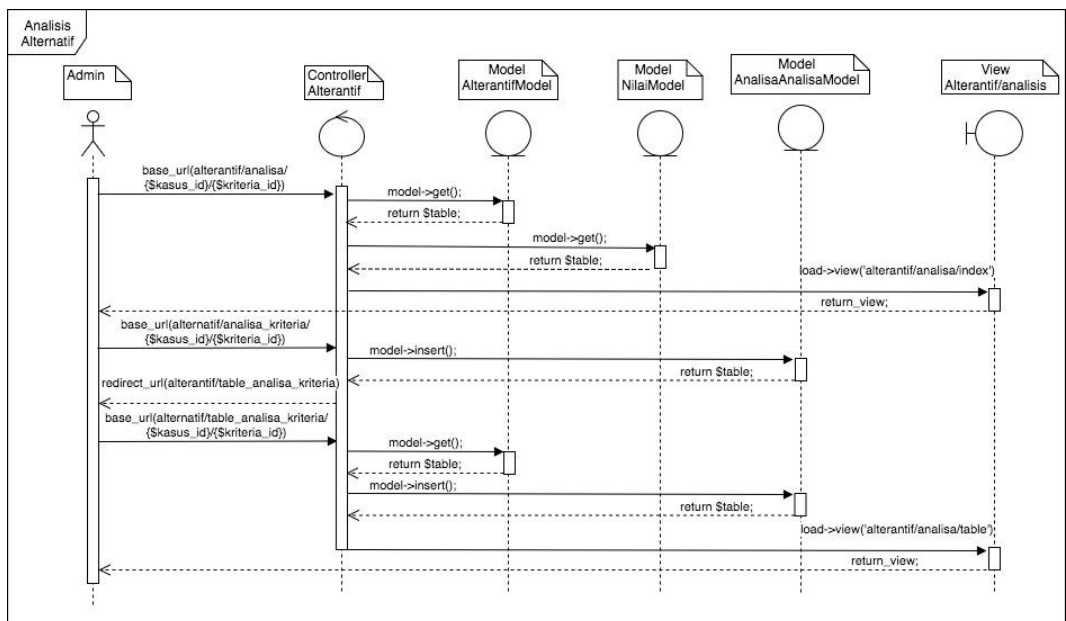 Analisis
Alternatif
Admin
Controller
Alterantif
Model
AlterantifModel
Model
NilaiModel
Model
AnalisaAnalisaModel
View
Alterantif/analisis
base_url(alterantif/analisa/
{$kasus_id}/{$kriteria_id})
model->get();
return $table;
model->get();
return $table;
load->view('alterantif/analisa/index')
return_view;
base_url(alternatif/analisa_kriteria/
{$kasus_id}/{$kriteria_id})
model->insert();
return $table;
redirect_url(alterantif/table_analisa_kriteria)
base_url(alternatif/table_analisa_kriteria/
{$kasus_id}/{$kriteria_id})
model->get();
return $table;
model->insert();
return $table;
load->view('alterantif/analisa/table')
return_view;